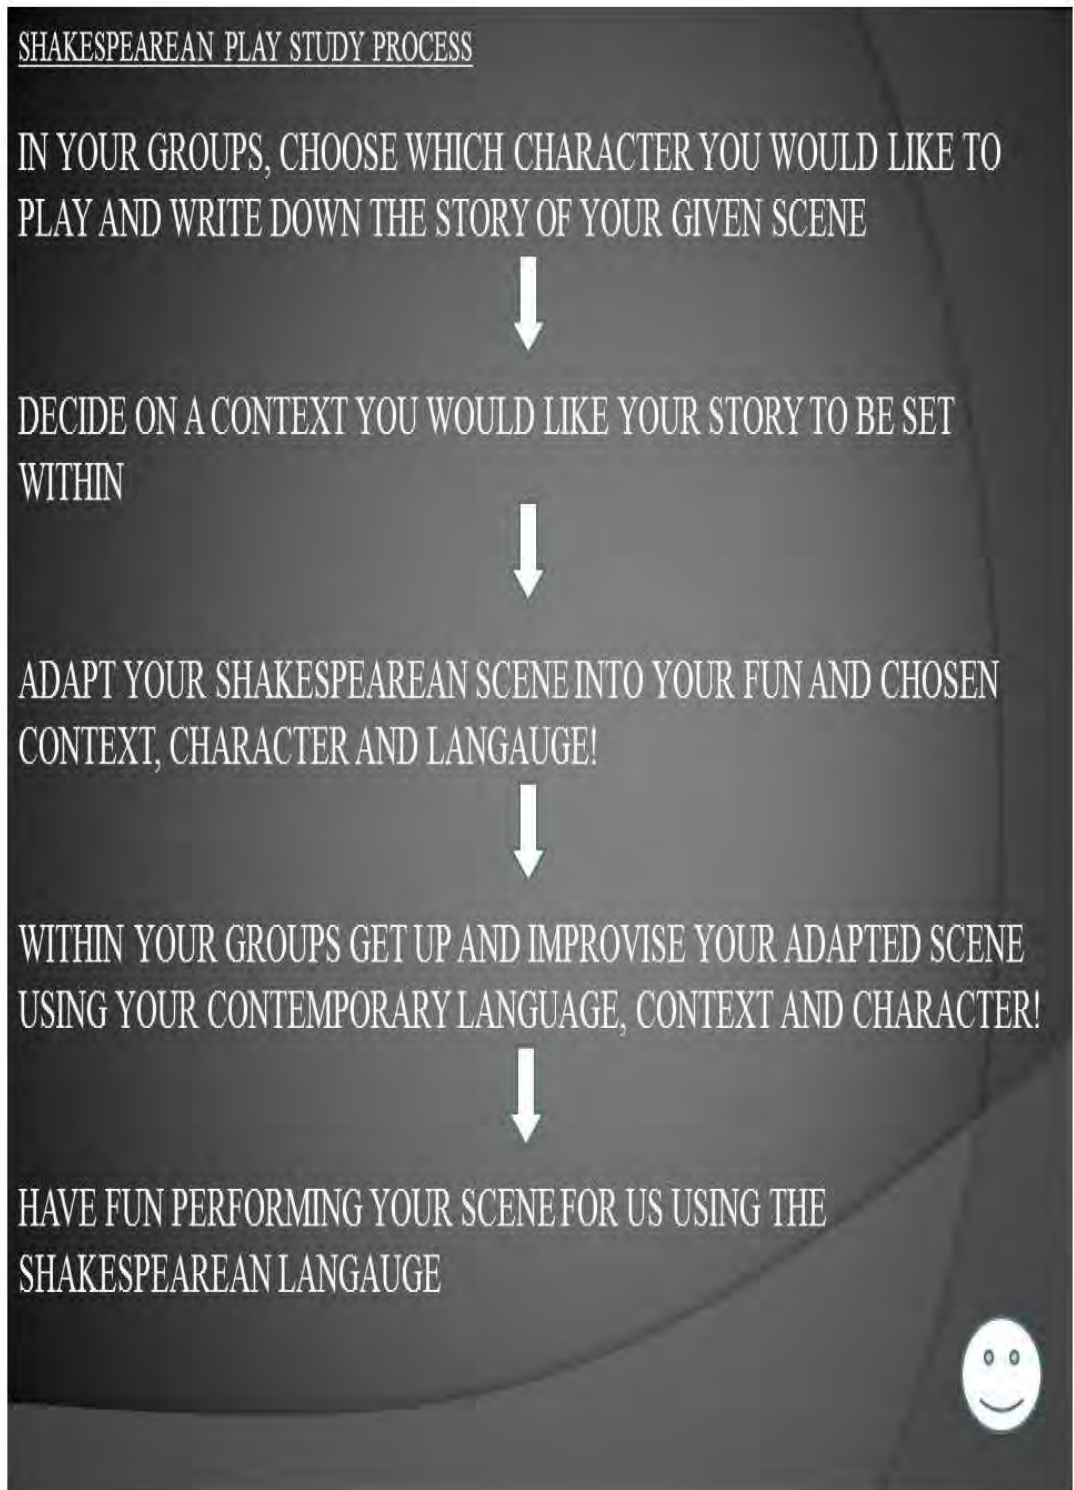 SHAKESPEAREAN PLAY STUDY PROCESS
IN YOUR GROUPS, CHOOSE WHICH CHARACTER YOU WOULD LIKE TO
PLAY AND WRITE DOWN THE STORY OF YOUR GIVEN SCENE
DECIDE ON A CONTEXT YOU WOULD LIKE YOUR STORY TO BE SET
WITHIN
ADAPT YOUR SHAKESPEAREAN SCENE INTO YOUR FUN AND CHOSEN
CONTEXT, CHARACTER AND LANGAUGE!
WITHIN YOUR GROUPS GET UP AND IMPROVISE YOUR ADAPTED SCENE
USING YOUR CONTEMPORARY LANGUAGE, CONTEXT AND CHARACTER!
HAVE FUN PERFORMING YOUR SCENE FOR US USING THE
SHAKESPEAREAN LANGAUGE